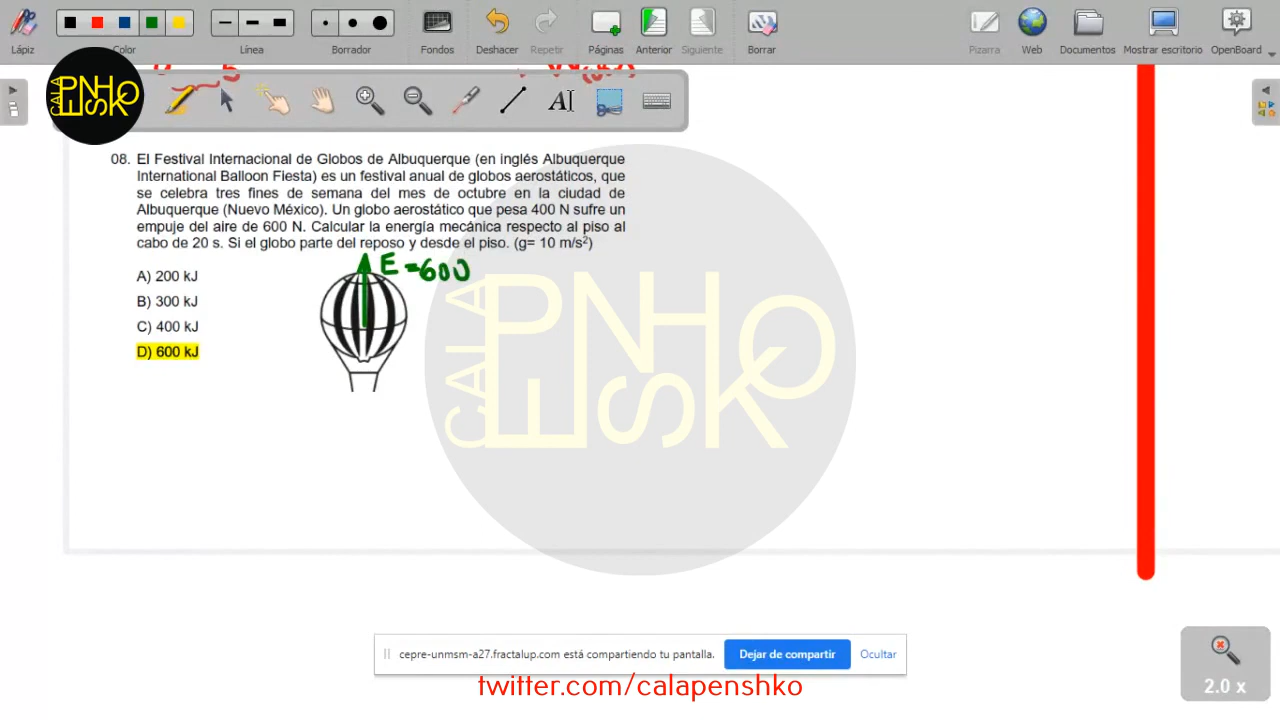 Lápiz
Color
Línea
Borrador
Fondos
Deshacer
Repetir
Páginas
Anterior
Siguiente
Borrar
Pizarra
Web
Documentos
Mostrar escritorio
OpenBoard
CALA
PNHO
ESK
08. El Festival Internacional de Globos de Albuquerque (en inglés Albuquerque
International Balloon Fiesta) es un festival anual de globos aerostáticos, que
se celebra tres fines de semana del mes de octubre en la ciudad de
Albuquerque (Nuevo México). Un globo aerostático que pesa 400 N sufre un
empuje del aire de 600 N. Calcular la energía mecánica respecto al piso al
cabo de 20 s. Si el globo parte del reposo y desde el piso. (g= 10 m/s²)
E = 600
A) 200 kJ
B) 300 kJ
C) 400 kJ
D) 600 kJ
CALA
PNHO
ESK
cepre-unmsm-a27.fractalup.com está compartiendo tu pantalla.
Dejar de compartir
Ocultar
twitter.com/calapenshko
2.0 x